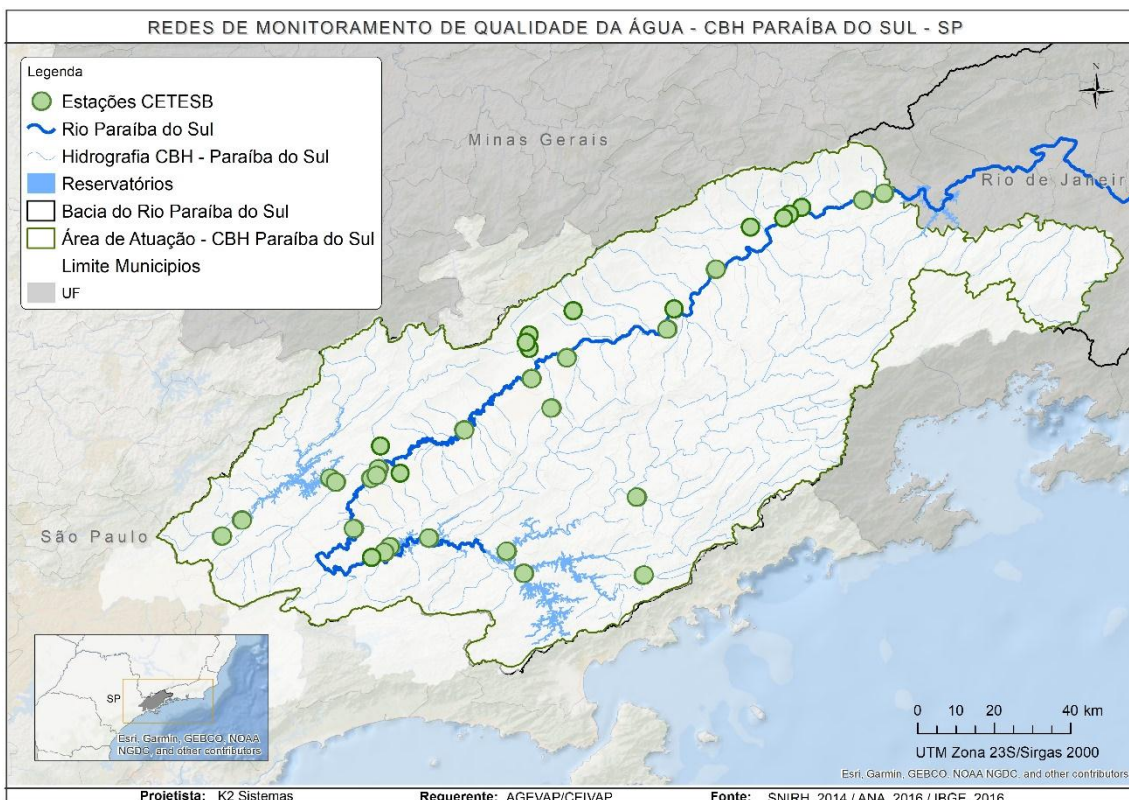 REDES DE MONITORAMENTO DE QUALIDADE DA ÁGUA - CBH PARAÍBA DO SUL - SP
Legenda
Estações CETESB
Rio Paraíba do Sul
Hidrografia CBH - Paraíba do Sul
Reservatórios
Bacia do Rio Paraíba do Sul
Área de Atuação - CBH Paraíba do Sul
Limite Municipios
UF
N
Minas Gerais
Rio de Janeir
São Paulo
SP
Esri, Garmin, GEBCO, NOAA
NGDC, and other contributors
0 10 20 40 km
UTM Zona 23S/Sirgas 2000
Esri, Garmin, GEBCO, NOAA NGDC, and other contributors
Projetista: K2 Sistemas Requerente: AGEVAP/CEIVAP Fonte: SNIRH, 2014 / ANA, 2016 / IBGE, 2016